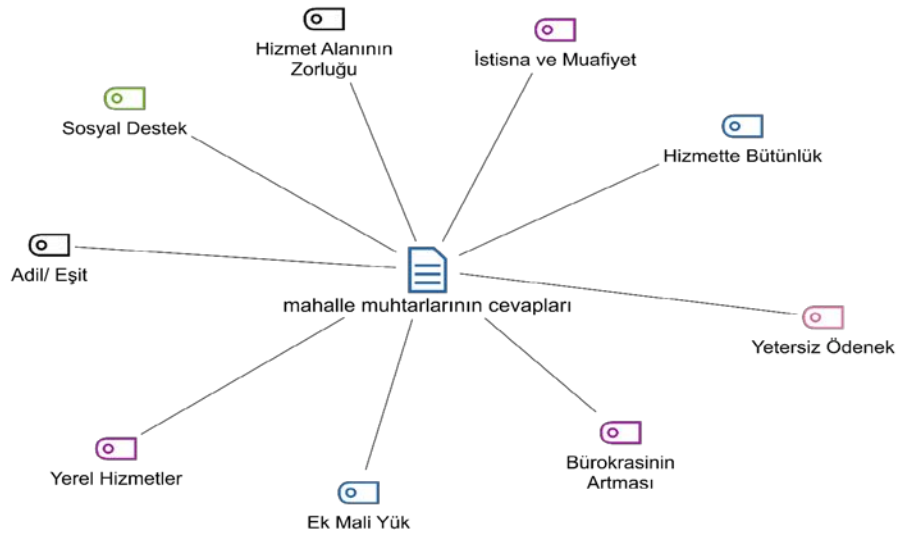 Hizmet Alanının
Zorluğu
İstisna ve Muafiyet
Sosyal Destek
Hizmette Bütünlük
Adil/ Eşit
mahalle muhtarlarının cevapları
Yetersiz Ödenek
Yerel Hizmetler
Bürokrasinin
Artması
Ek Mali Yük